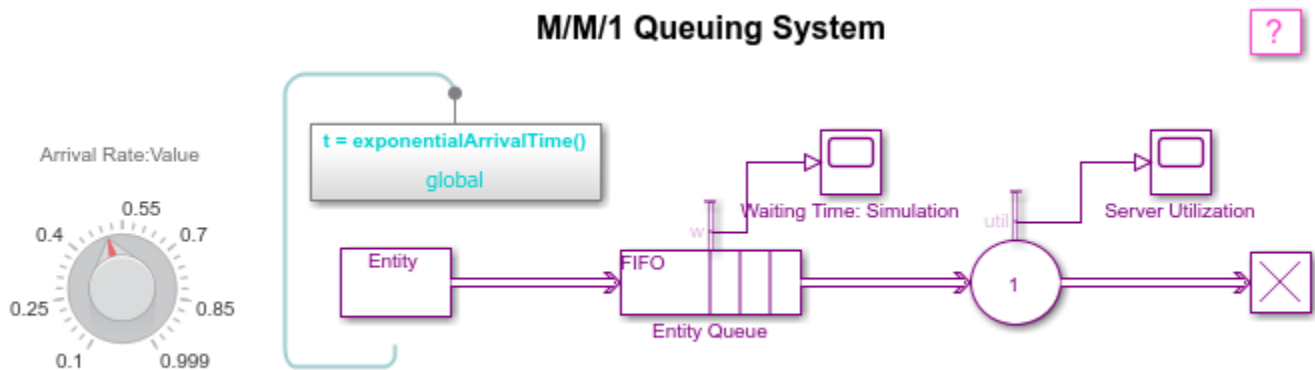 M/M/1 Queuing System
?
t = exponentialArrivalTime()
global
Arrival Rate:Value
0.55
0.4
0.7
0.25
0.85
0.1
0.999
Waiting Time: Simulation
Server Utilization
w
util
Entity
FIFO
1
Entity Queue